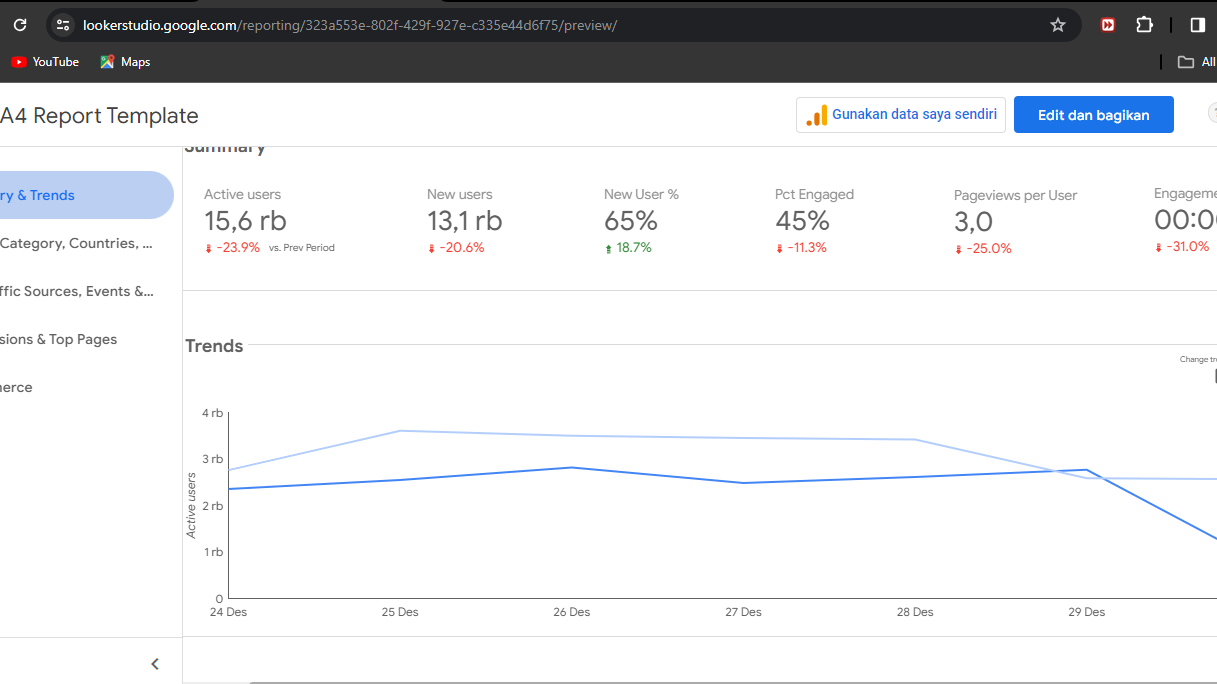 lookerstudio.google.com/reporting/323a553e-802f-429f-927e-c335e44d6f75/preview/
YouTube
Maps
All
A4 Report Template
Gunakan data saya sendiri
Edit dan bagikan
ry & Trends
Category, Countries, ...
ffic Sources, Events &...
sions & Top Pages
nerce
Summary
Active users
15,6 rb
-23.9% vs. Prev Period
New users
13,1 rb
-20.6%
New User %
65%
18.7%
Pct Engaged
45%
-11.3%
Pageviews per User
3,0
-25.0%
Engageme
00:0
-31.0%
Trends
Change tre
Active users
4 rb
3 rb
2 rb
1 rb
0
24 Des
25 Des
26 Des
27 Des
28 Des
29 Des